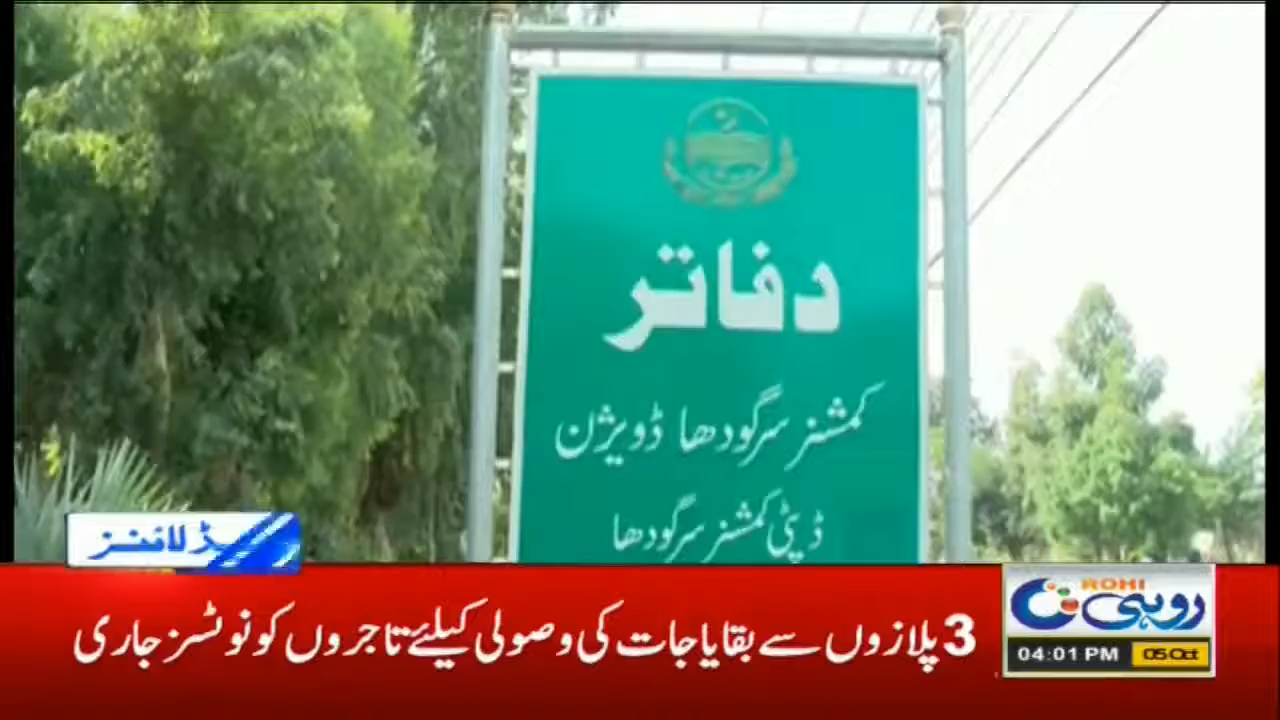 دفاتر
کمشنر سرگودھا ڈویژن
ڈپٹی کمشنر سرگودھا
ڈلائنز
3 پلازوں سے بقایاجات کی وصولی کیلئے تاجروں کو نوٹسز جاری
ROHI
روہی
04:01 PM 05 Oct